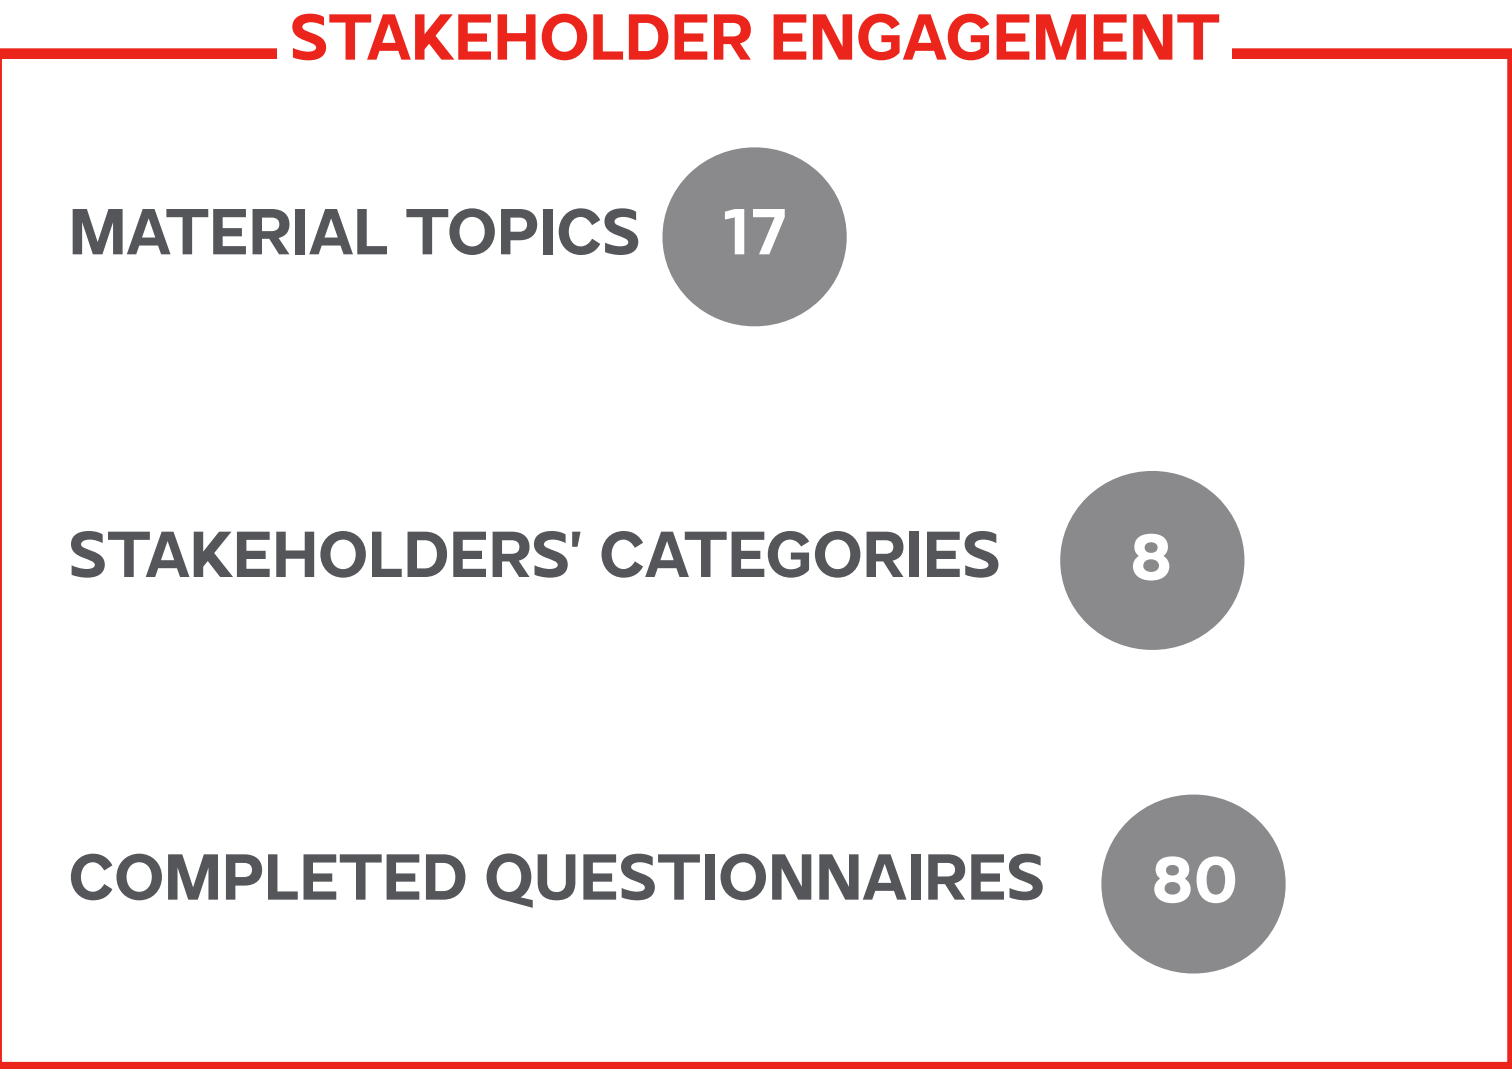 STAKEHOLDER ENGAGEMENT
MATERIAL TOPICS 17
STAKEHOLDERS' CATEGORIES 8
COMPLETED QUESTIONNAIRES 80